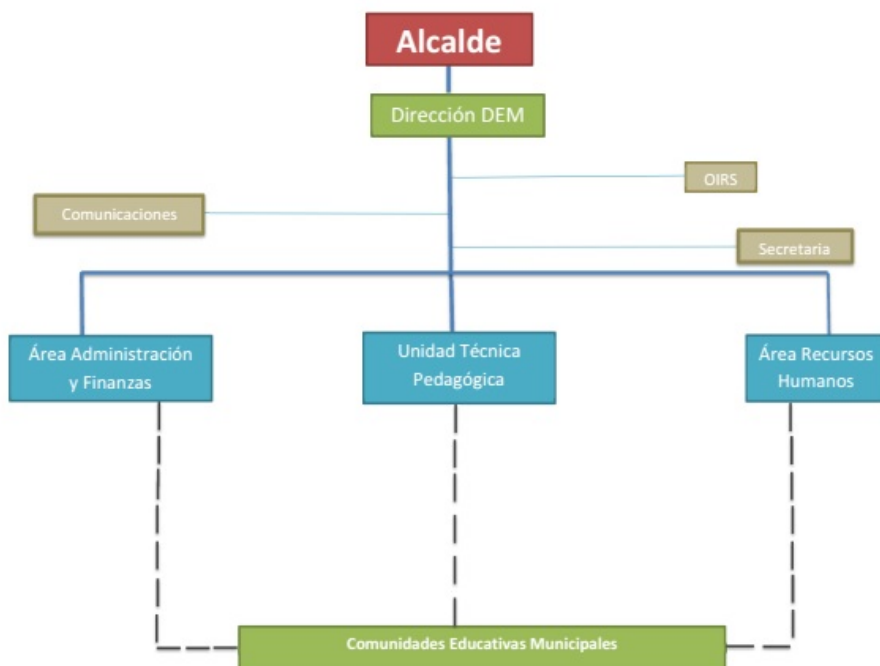 Alcalde
Dirección DEM
OIRS
Comunicaciones
Secretaria
Área Administración
y Finanzas
Unidad Técnica
Pedagógica
Área Recursos
Humanos
Comunidades Educativas Municipales